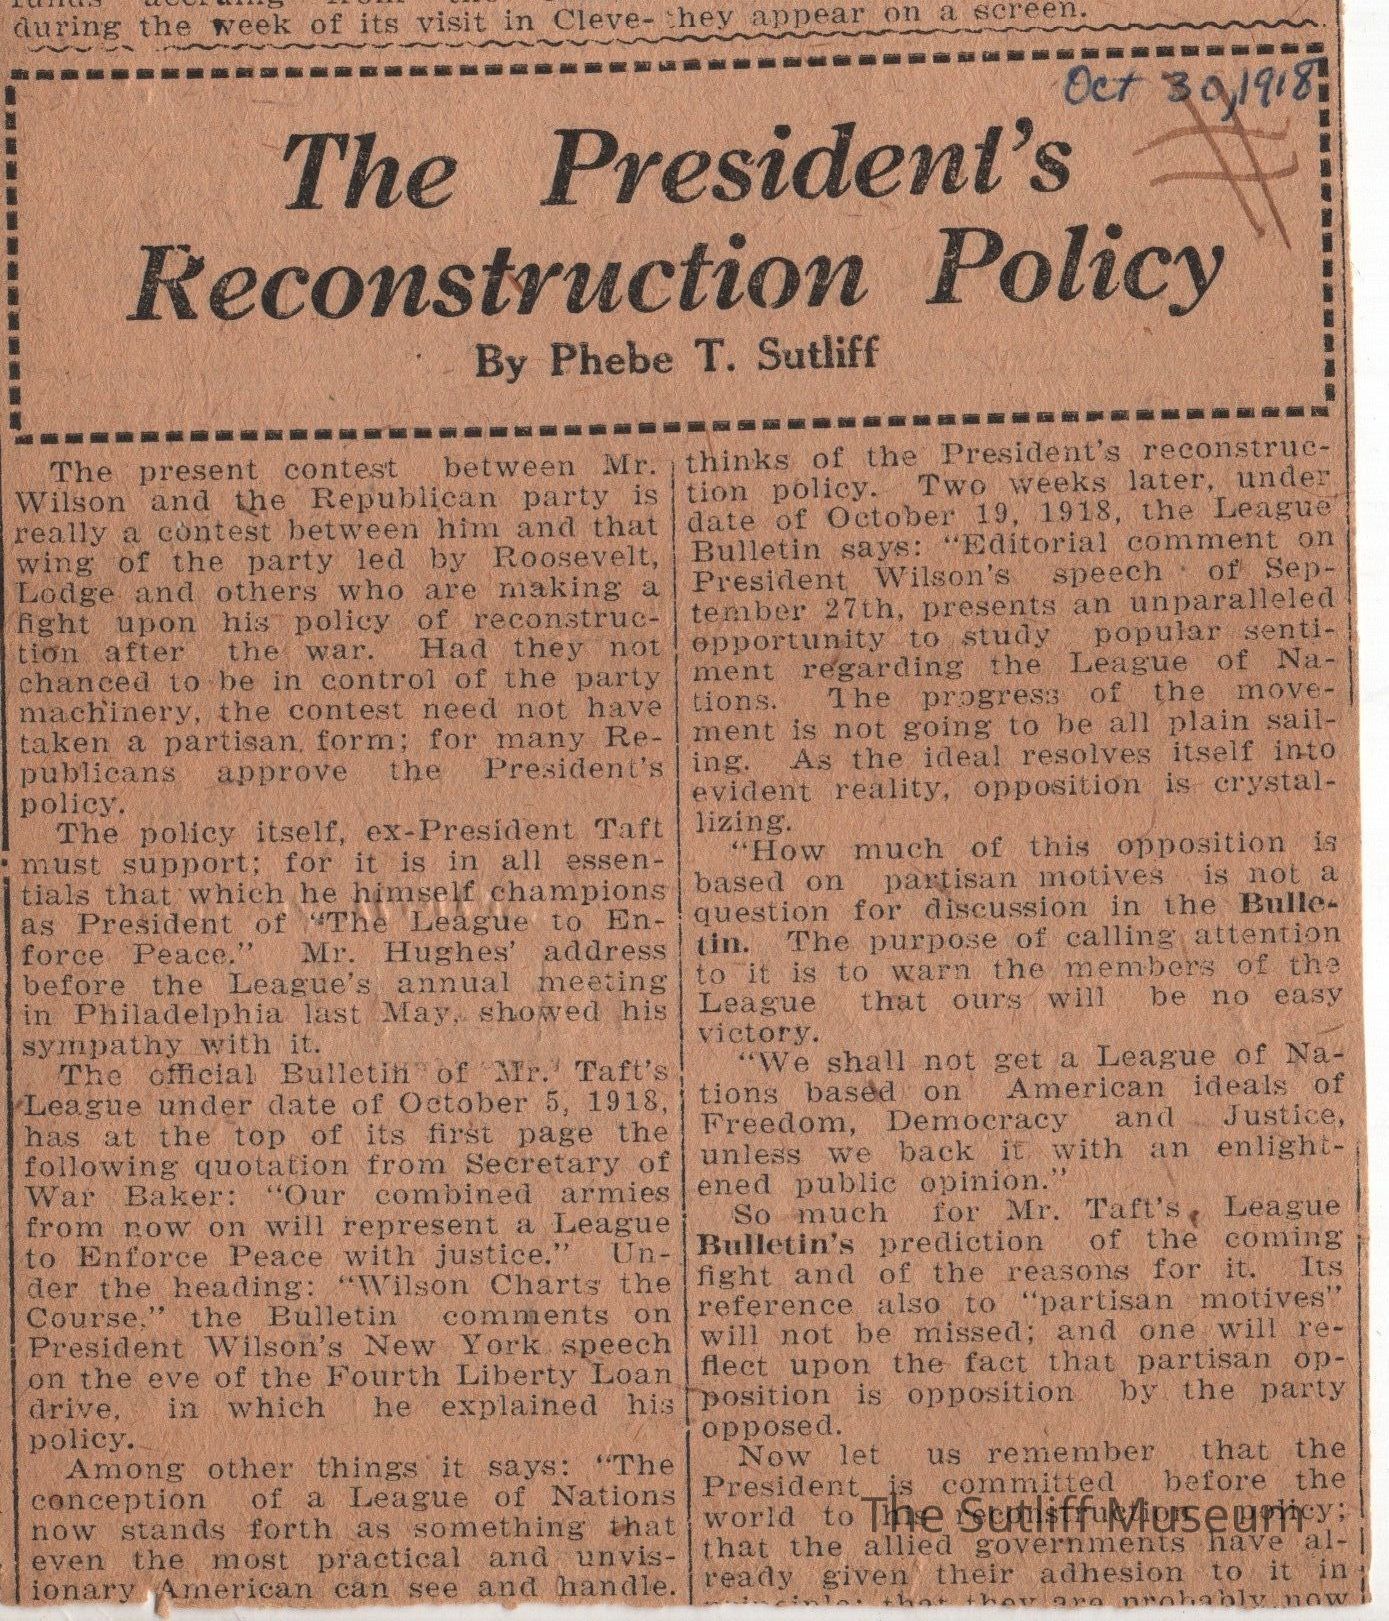 during the week of its visit in Cleve-
they appear on a screen.
Oct 30, 1918
The President's
Reconstruction Policy
By Phebe T. Sutliff
The present contest between Mr.
Wilson and the Republican party is
really a contest between him and that
wing of the party led by Roosevelt,
Lodge and others who are making a
fight upon his policy of reconstruc-
tion after the war. Had they not
chanced to be in control of the party
machinery, the contest need not have
taken a partisan form; for many Re-
publicans approve the President's
policy.
The policy itself, ex-President Taft
must support; for it is in all essen-
tials that which he himself champions
as President of "The League to En-
force Peace." Mr. Hughes' address
before the League's annual meeting
in Philadelphia last May, showed his
sympathy with it.
The official Bulletin of Mr. Taft's
League under date of October 5, 1918,
has at the top of its first page the
following quotation from Secretary of
War Baker: "Our combined armies
from now on will represent a League
to Enforce Peace with justice." Un-
der the heading: "Wilson Charts the
Course," the Bulletin comments on
President Wilson's New York speech
on the eve of the Fourth Liberty Loan
drive, in which he explained his
policy.
Among other things it says: "The
conception of a League of Nations
now stands forth as something that
even the most practical and unvis-
ionary American can see and handle.
thinks of the President's reconstruc-
tion policy. Two weeks later, under
date of October 19, 1918, the League
Bulletin says: "Editorial comment on
President Wilson's speech of Sep-
tember 27th, presents an unparalleled
opportunity to study popular senti-
ment regarding the League of Na-
tions. The progress of the move-
ment is not going to be all plain sail-
ing. As the ideal resolves itself into
evident reality, opposition is crystal-
lizing.
"How much of this opposition is
based on partisan motives is not a
question for discussion in the Bulle-
tin. The purpose of calling attention
to it is to warn the members of the
League that ours will be no easy
victory.
"We shall not get a League of Na-
tions based on American ideals of
Freedom, Democracy and Justice,
unless we back it with an enlight-
ened public opinion."
So much for Mr. Taft's League
Bulletin's prediction of the coming
fight and of the reasons for it. Its
reference also to "partisan motives"
will not be missed; and one will re-
flect upon the fact that partisan op-
position is opposition by the party
opposed.
Now let us remember that the
President is committed before the
world to his reconstruction policy;
that the allied governments have al-
ready given their adhesion to it in
principle; that they are probably now
The Sutliff Museum